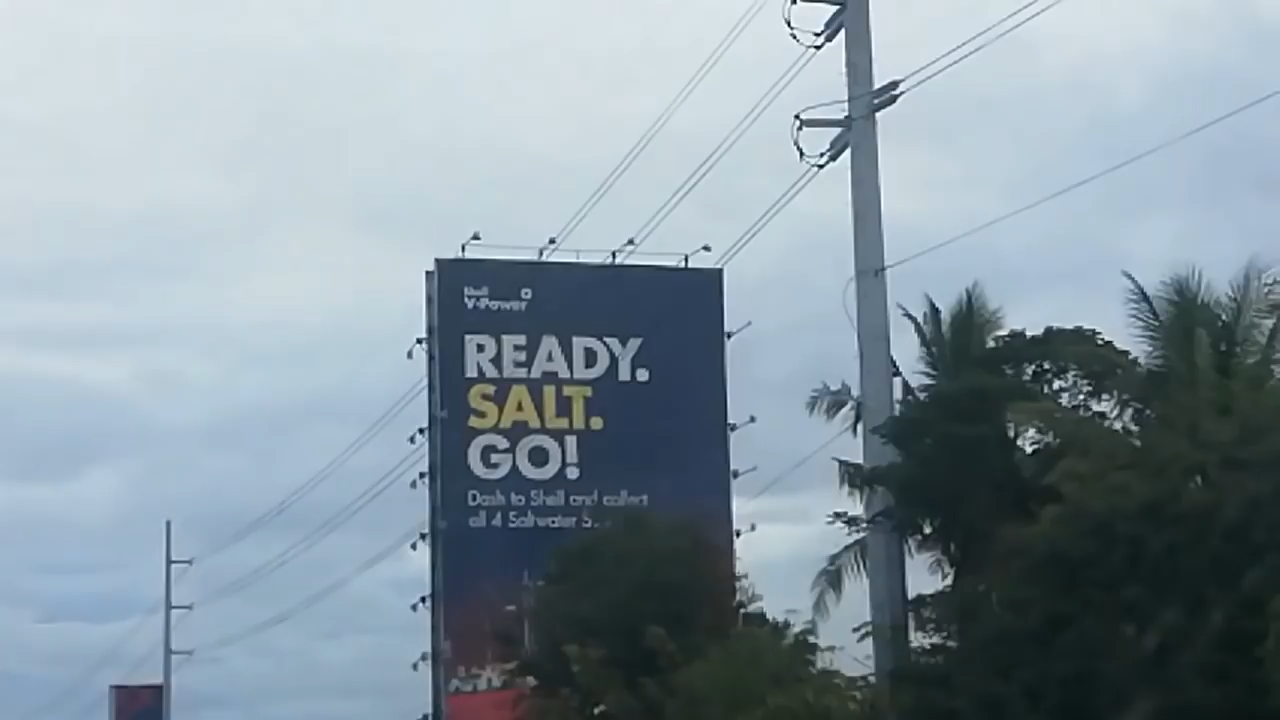 Shell
V-Power
READY.
SALT.
GO!
Dash to Shell and collect
all 4 Saltwater